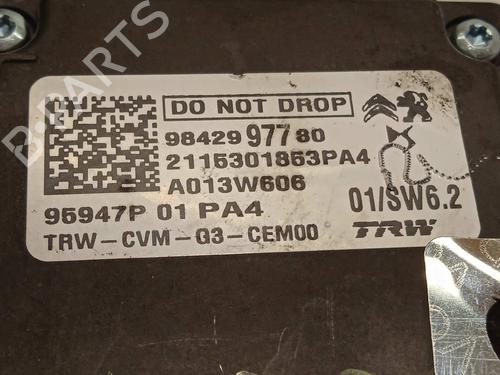 DO NOT DROP
98429 977 80
2115301853PA4
A013W606
95947P 01 PA4
01/SW6.2
TRW-CVM-G3-CEM00
TRW
B-PARTS